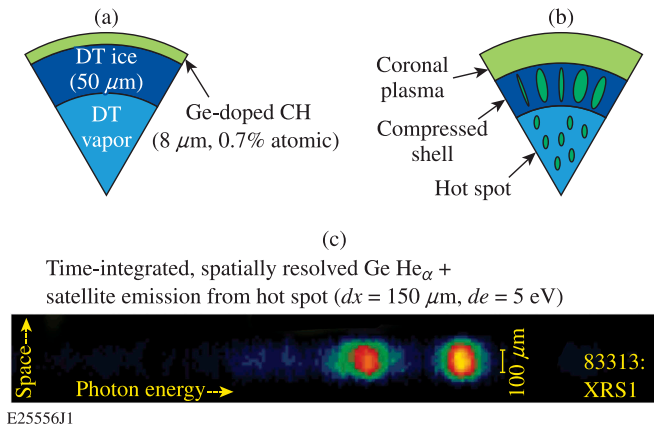 (a)
DT ice
(50 μm)
DT
vapor
Ge-doped CH
(8 μm, 0.7% atomic)
(b)
Coronal
plasma
Compressed
shell
Hot spot
(c)
Time-integrated, spatially resolved Ge Heα +
satellite emission from hot spot (dx = 150 μm, de = 5 eV)
Space
Photon energy
100 μm
83313:
XRS1
E25556J1